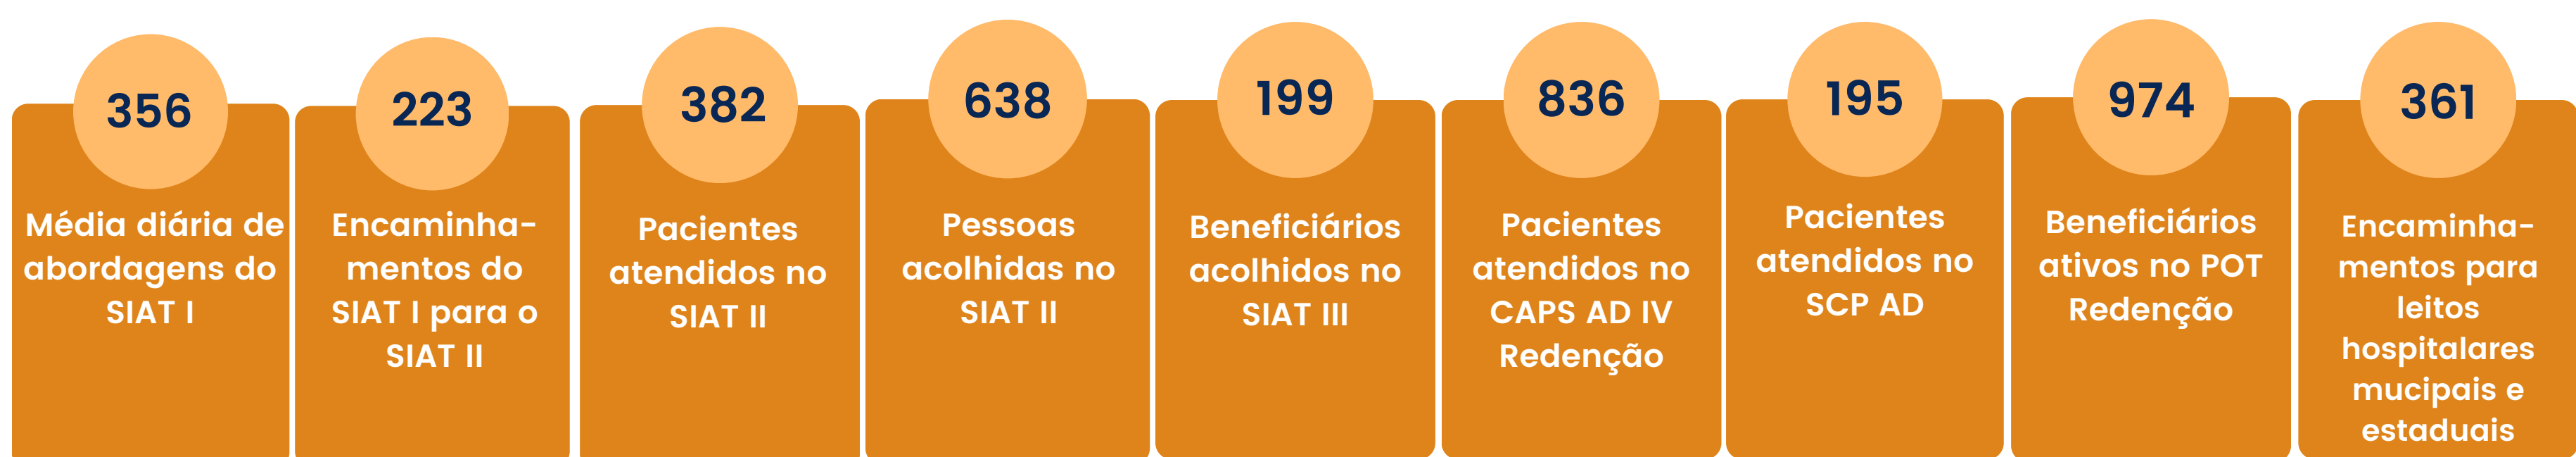 356
Média diária de
abordagens do
SIAT I
223
Encaminha-
mentos do
SIAT I para o
SIAT II
382
Pacientes
atendidos no
SIAT II
638
Pessoas
acolhidas no
SIAT II
199
Beneficiários
acolhidos no
SIAT III
836
Pacientes
atendidos no
CAPS AD IV
Redenção
195
Pacientes
atendidos no
SCP AD
974
Beneficiários
ativos no POT
Redenção
361
Encaminha-
mentos para
leitos
hospitalares
mucipais e
estaduais